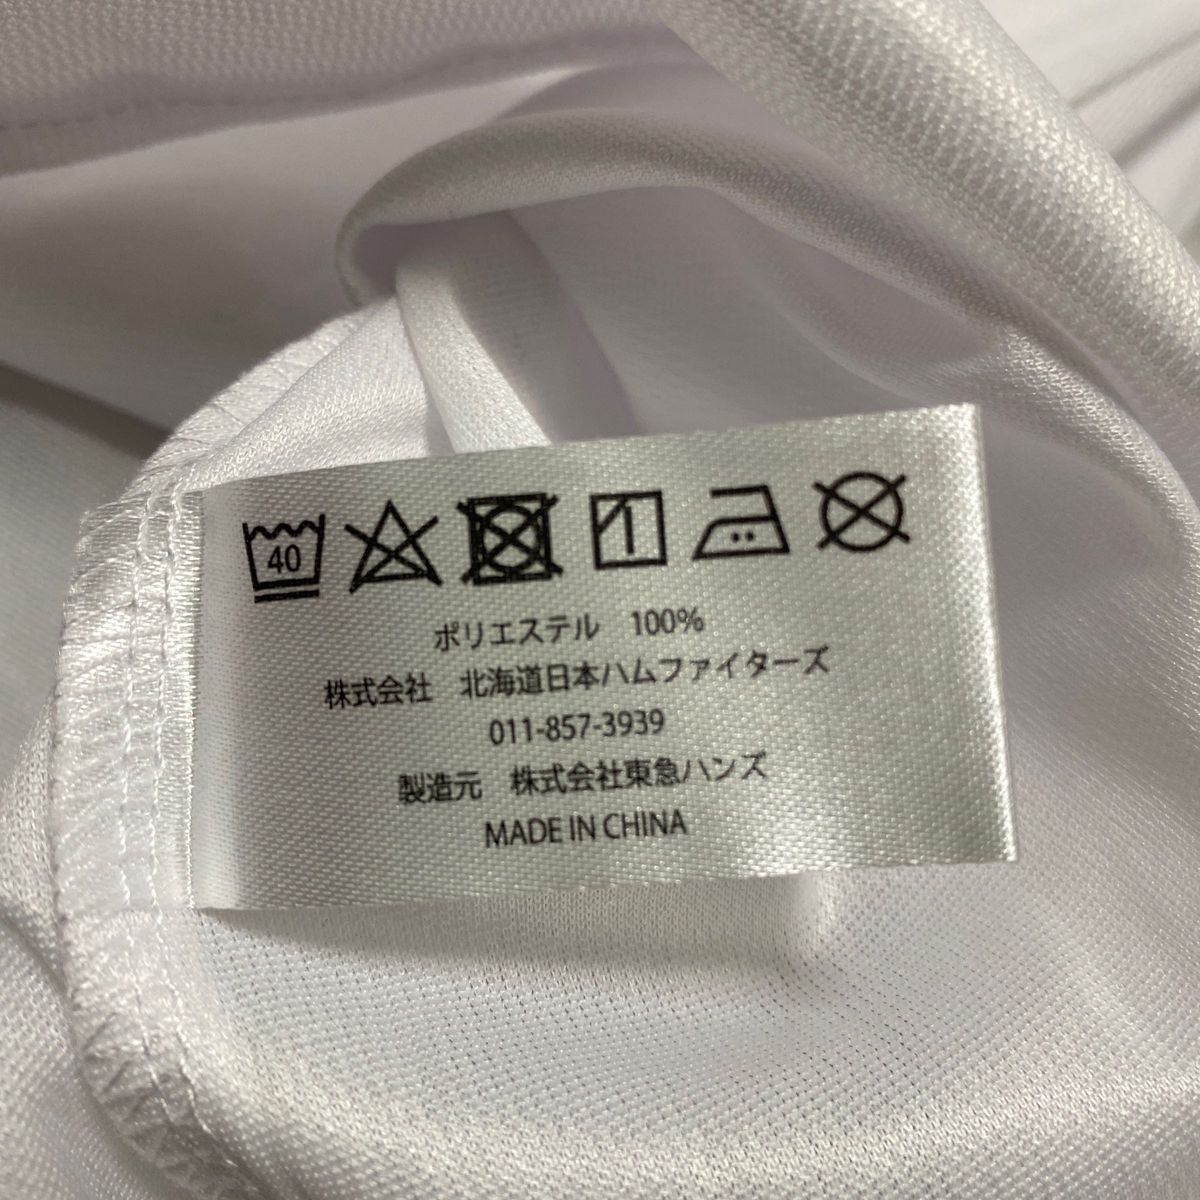 40
ポリエステル　100%
株式会社　北海道日本ハムファイターズ
011-857-3939
製造元　株式会社東急ハンズ
MADE IN CHINA